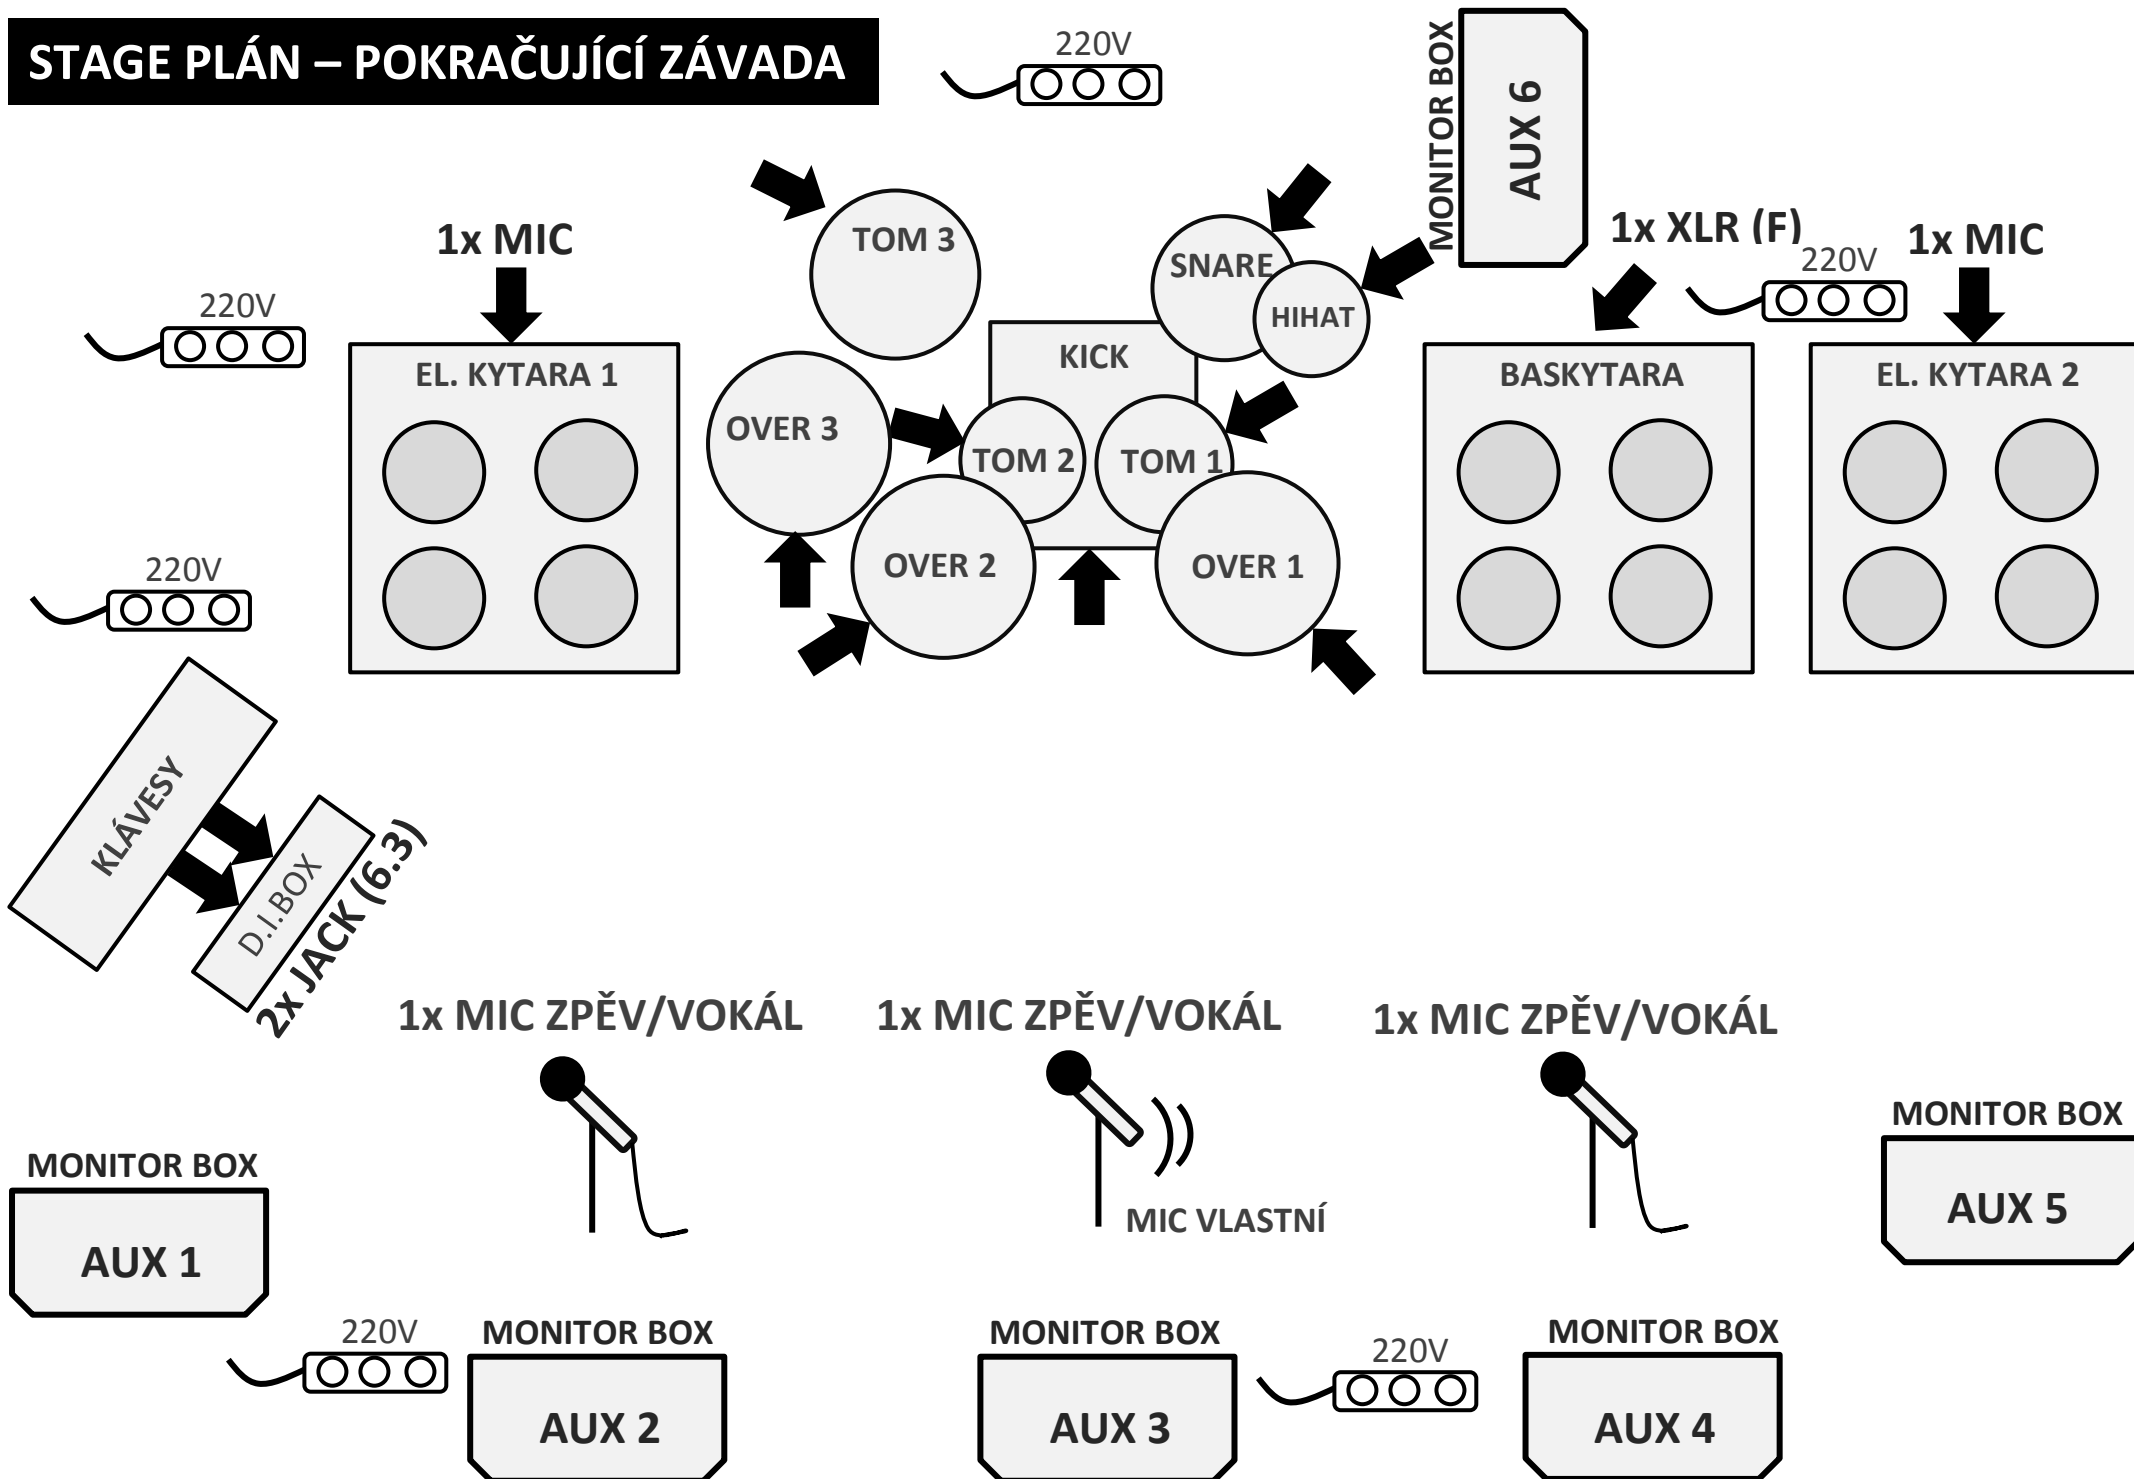 STAGE PLÁN – POKRAČUJÍCÍ ZÁVADA
220V
MONITOR BOX
AUX 6
1x MIC
TOM 3
SNARE
HIHAT
1x XLR (F)
220V
1x MIC
220V
EL. KYTARA 1
KICK
BASKYTARA
EL. KYTARA 2
OVER 3
TOM 2
TOM 1
OVER 2
OVER 1
220V
KLÁVESY
D.I.BOX
2x JACK (6.3)
1x MIC ZPĚV/VOKÁL
1x MIC ZPĚV/VOKÁL
1x MIC ZPĚV/VOKÁL
MIC VLASTNÍ
MONITOR BOX
AUX 5
MONITOR BOX
AUX 1
220V
MONITOR BOX
AUX 2
MONITOR BOX
AUX 3
220V
MONITOR BOX
AUX 4